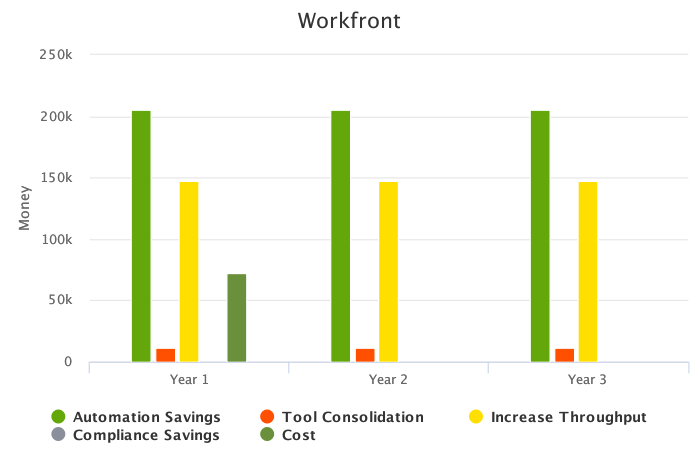 Workfront
250k
200k
150k
100k
50k
0
Money
Year 1
Year 2
Year 3
Automation Savings
Tool Consolidation
Increase Throughput
Compliance Savings
Cost